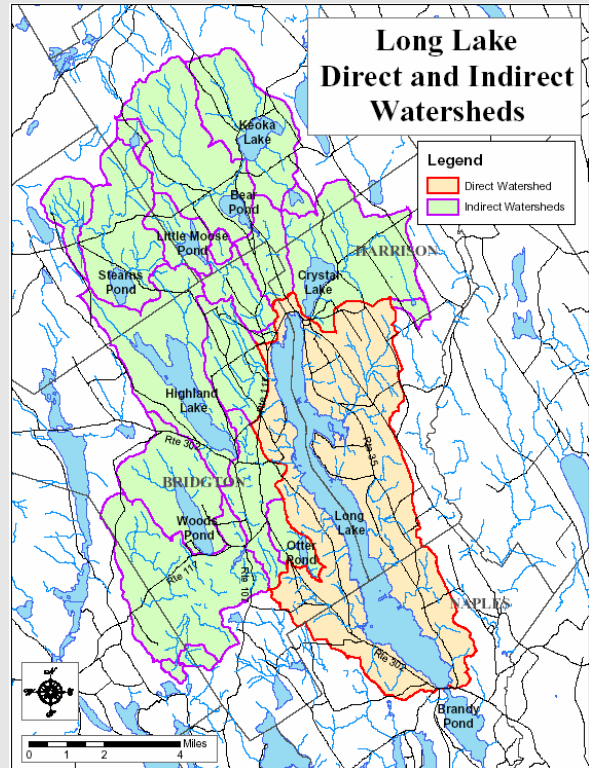 Long Lake
Direct and Indirect
Watersheds
Legend
Direct Watershed
Indirect Watersheds
Keoka
Lake
Bear
Pond
Little Moose
Pond
HARRISON
Stearns
Pond
Crystal
Lake
Highland
Lake
Rte 117
Rte 302
Rte 35
BRIDGTON
Woods
Pond
Long
Lake
Otter
Pond
Rte 117
Rte 107
NAPLES
Rte 302
Brandy
Pond
N
0 1 2 4 Miles